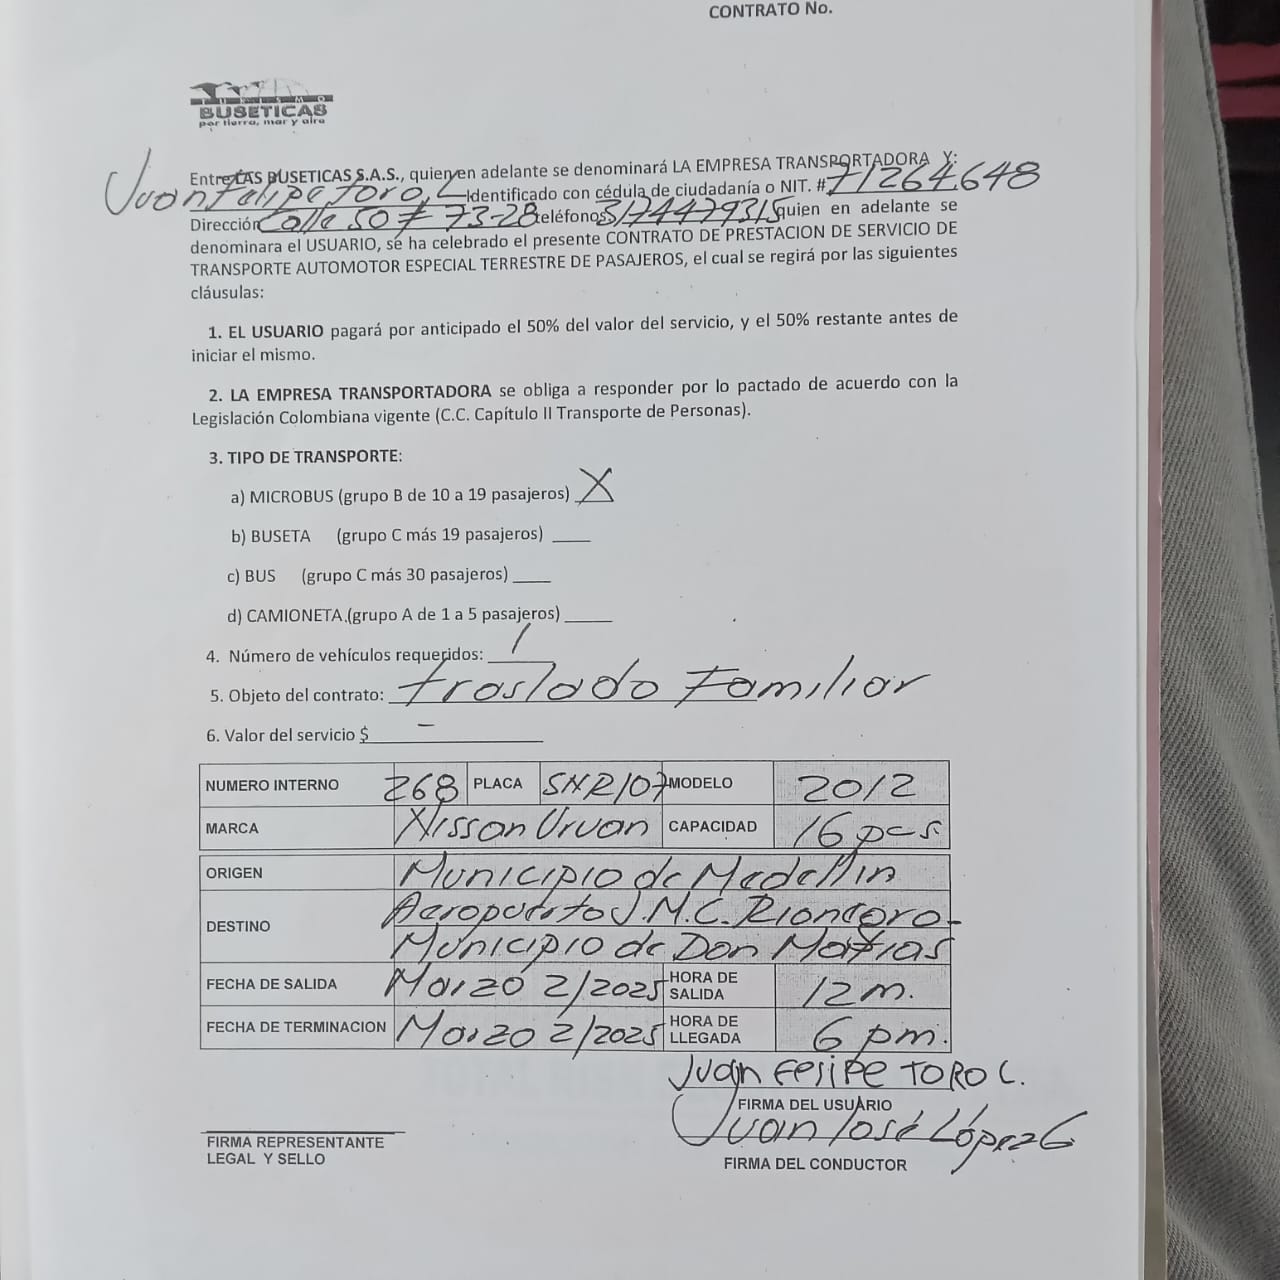 CONTRATO No.
TURISMO
BUSETICAS
por tierra, mar y aire
Entre LAS BUSETICAS S.A.S., quien en adelante se denominará LA EMPRESA TRANSPORTADORA Y:
Juan Felipe Toro, C Identificado con cédula de ciudadanía o NIT. # 71264648
Dirección Calle 50 # 73-28 teléfonos 3174479315 quien en adelante se
denominara el USUARIO, se ha celebrado el presente CONTRATO DE PRESTACION DE SERVICIO DE
TRANSPORTE AUTOMOTOR ESPECIAL TERRESTRE DE PASAJEROS, el cual se regirá por las siguientes
cláusulas:
1. EL USUARIO pagará por anticipado el 50% del valor del servicio, y el 50% restante antes de
iniciar el mismo.
2. LA EMPRESA TRANSPORTADORA se obliga a responder por lo pactado de acuerdo con la
Legislación Colombiana vigente (C.C. Capítulo II Transporte de Personas).
3. TIPO DE TRANSPORTE:
a) MICROBUS (grupo B de 10 a 19 pasajeros) X
b) BUSETA (grupo C más 19 pasajeros) ____
c) BUS (grupo C más 30 pasajeros) ____
d) CAMIONETA (grupo A de 1 a 5 pasajeros) ____
4. Número de vehículos requeridos: 1
5. Objeto del contrato: traslado Familiar
6. Valor del servicio $ -
NUMERO INTERNO 268 PLACA SNR107 MODELO 2012
MARCA Nissan Urvan CAPACIDAD 16 pas
ORIGEN Municipio de Medellin
DESTINO Aeropuerto J.M.C. Rionegro -
Municipio de Don Matias
FECHA DE SALIDA Marzo 2/2025 HORA DE SALIDA 12m.
FECHA DE TERMINACION Marzo 2/2025 HORA DE LLEGADA 6 pm.
Juan Felipe TORO C.
FIRMA DEL USUARIO
Juan José López G
FIRMA DEL CONDUCTOR
FIRMA REPRESENTANTE
LEGAL Y SELLO